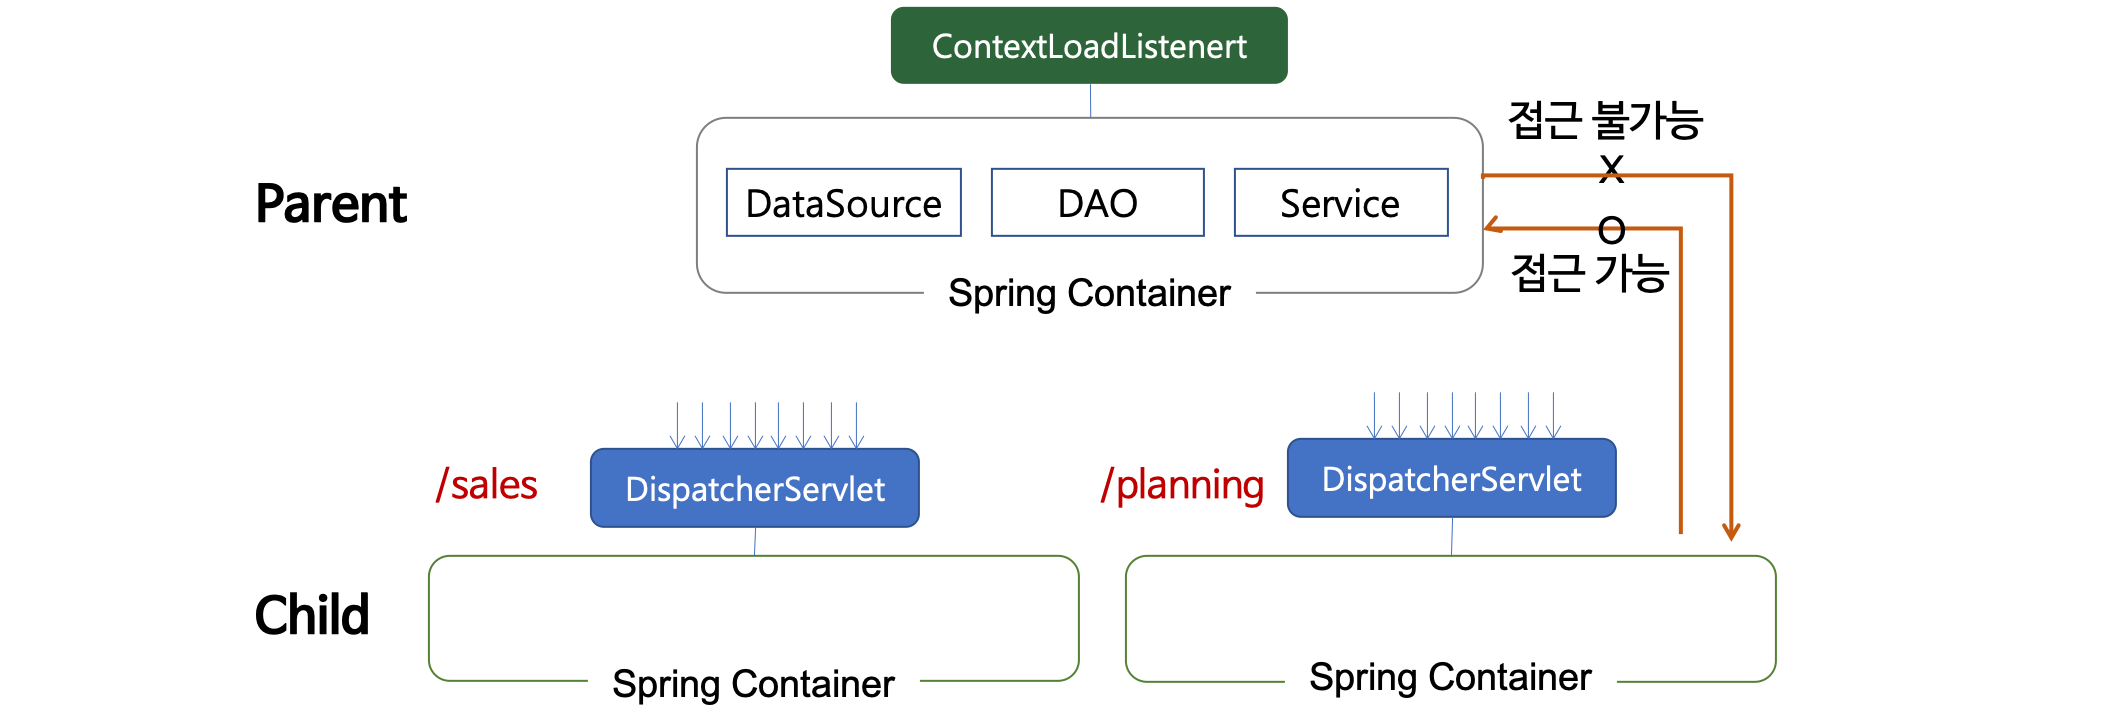 ContextLoadListenert
접근 불가능
X
Parent
DataSource
DAO
Service
O
접근 가능
Spring Container
/sales
DispatcherServlet
/planning
DispatcherServlet
Child
Spring Container
Spring Container